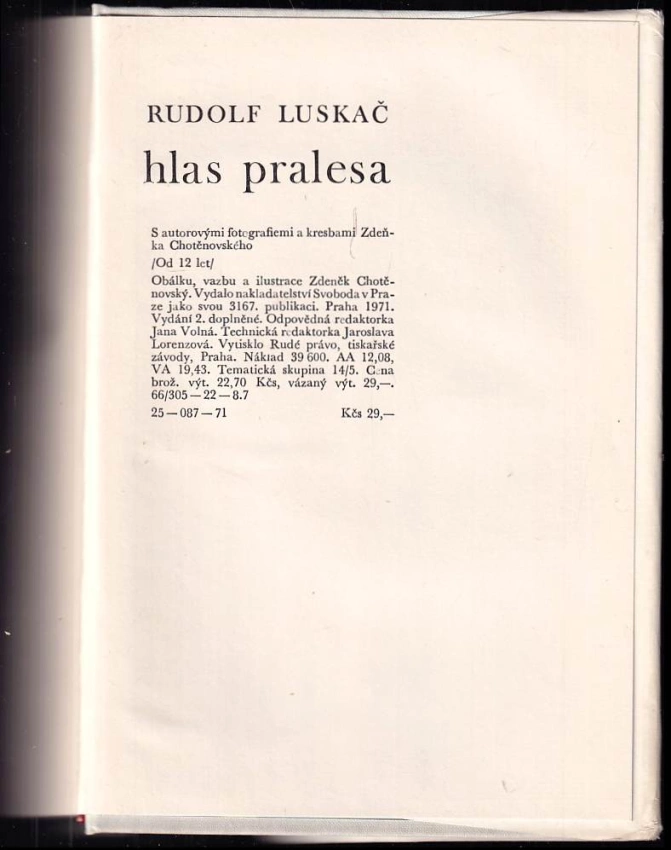 RUDOLF LUSKAČ
hlas pralesa
S autorovými fotografiemi a kresbami Zdeň-
ka Chotěnovského
/Od 12 let/
Obálku, vazbu a ilustrace Zdeněk Chotě-
novský. Vydalo nakladatelství Svoboda v Pra-
ze jako svou 3167. publikaci. Praha 1971.
Vydání 2. doplněné. Odpovědná redaktorka
Jana Volná. Technická redaktorka Jaroslava
Lorenzová. Vytisklo Rudé právo, tiskařské
závody, Praha. Náklad 39 600. AA 12,08,
VA 19,43. Tematická skupina 14/5. Cena
brož. výt. 22,70 Kčs, vázaný výt. 29,—.
66/305 — 22 — 8.7
25 — 087 — 71 Kčs 29,—